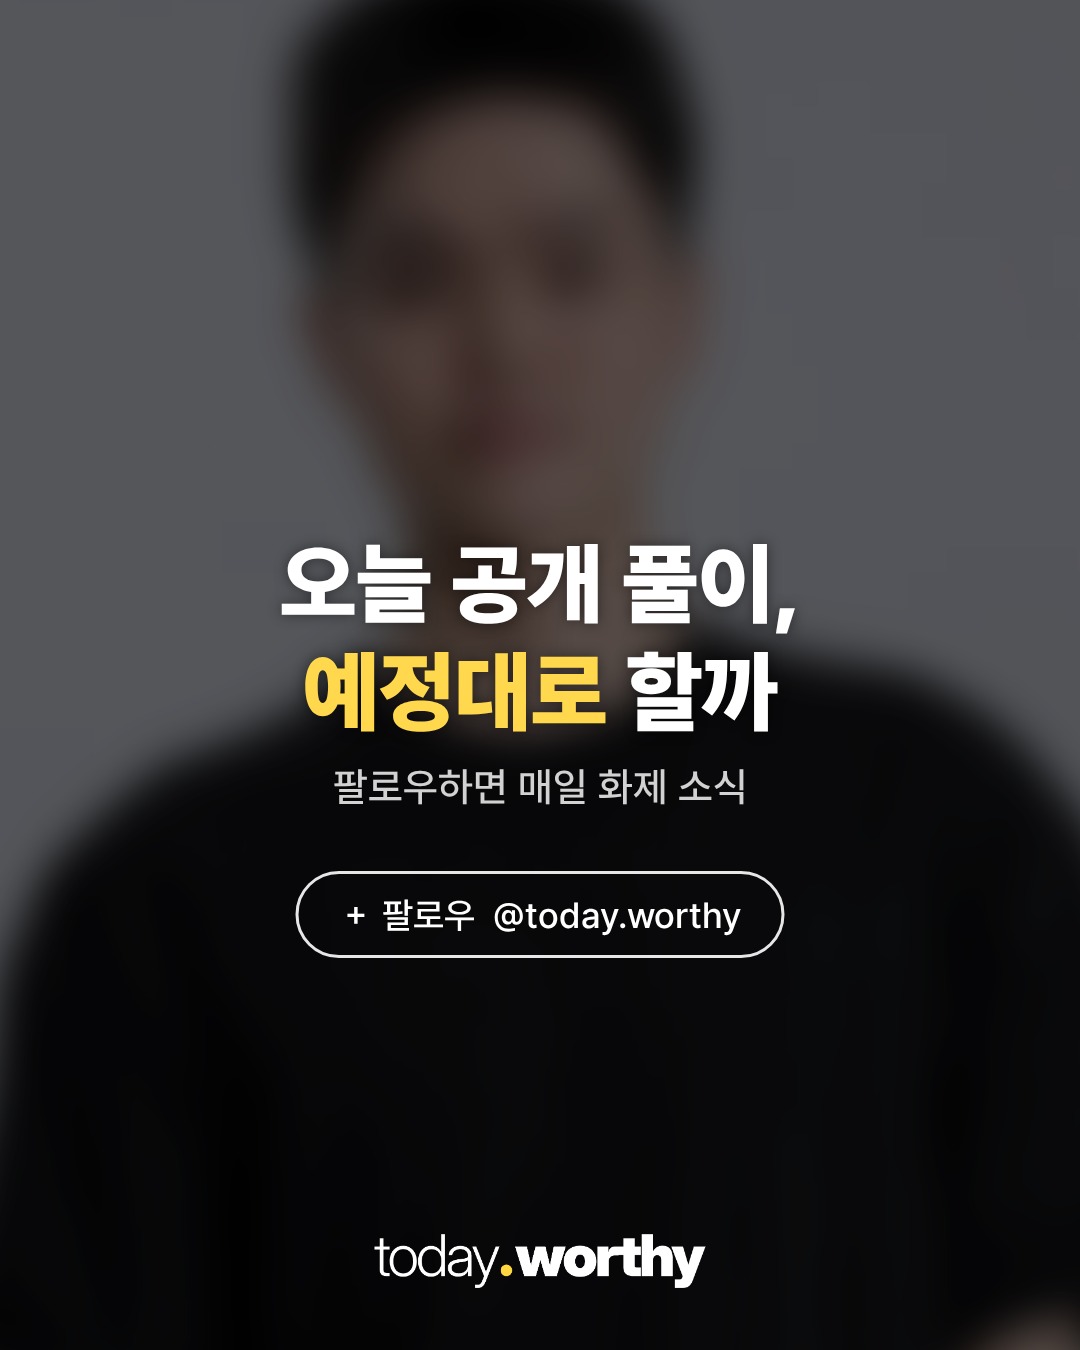 오늘 공개 풀이,
예정대로 할까
팔로우하면 매일 화제 소식
+ 팔로우 @today.worthy
today.worthy